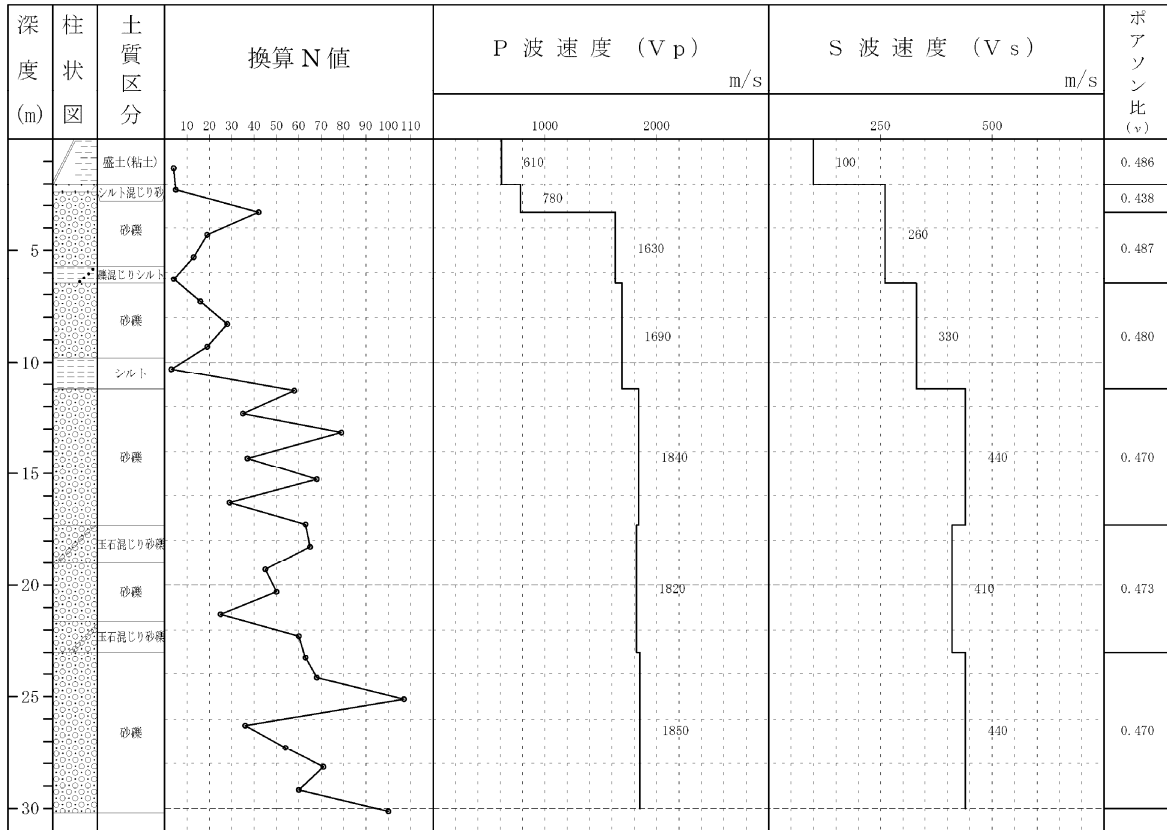 深度(m)
柱状図
土質区分
換算N値
P波速度 (Vp)
m/s
S波速度 (Vs)
m/s
ポアソン比(ν)
10 20 30 40 50 60 70 80 90 100 110
1000 2000
250 500
盛土(粘土)
610
100
0.486
シルト混じり砂
780
0.438
砂礫
1630
260
0.487
5
礫混じりシルト
砂礫
1690
330
0.480
10
シルト
砂礫
1840
440
0.470
15
玉石混じり砂礫
20
砂礫
1820
410
0.473
玉石混じり砂礫
25
砂礫
1850
440
0.470
30